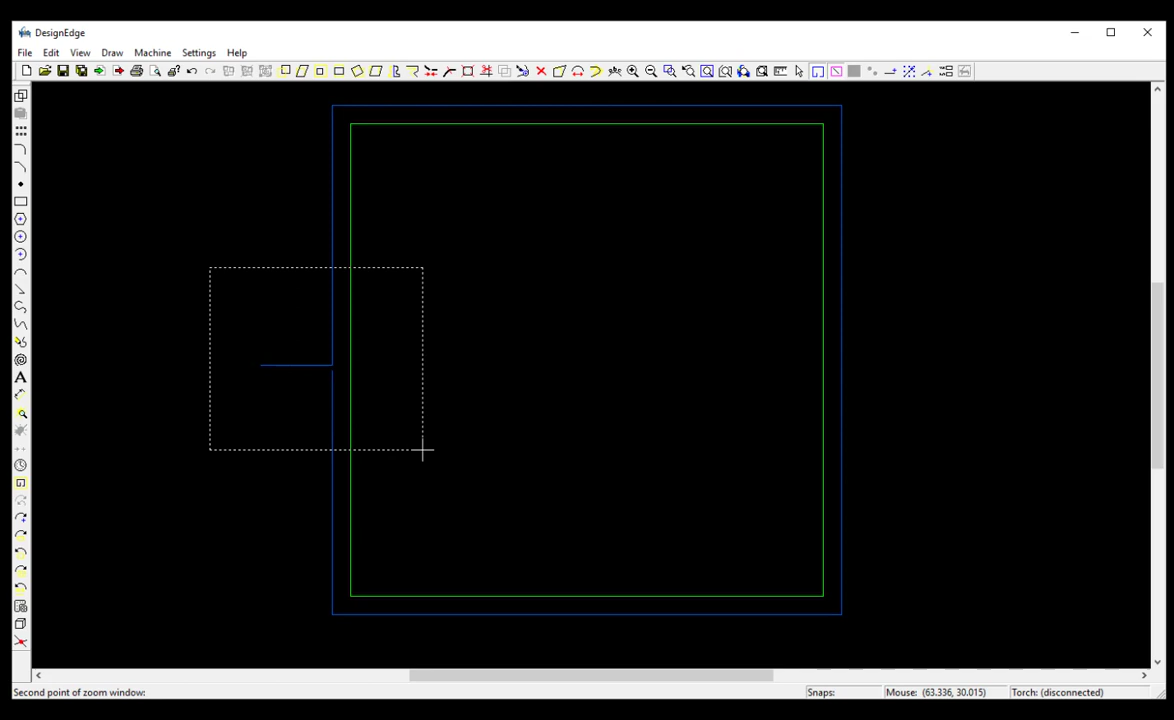 DesignEdge
File Edit View Draw Machine Settings Help
A
Second point of zoom window:
Snaps:
Mouse: (63.336, 30.015)
Torch: (disconnected)